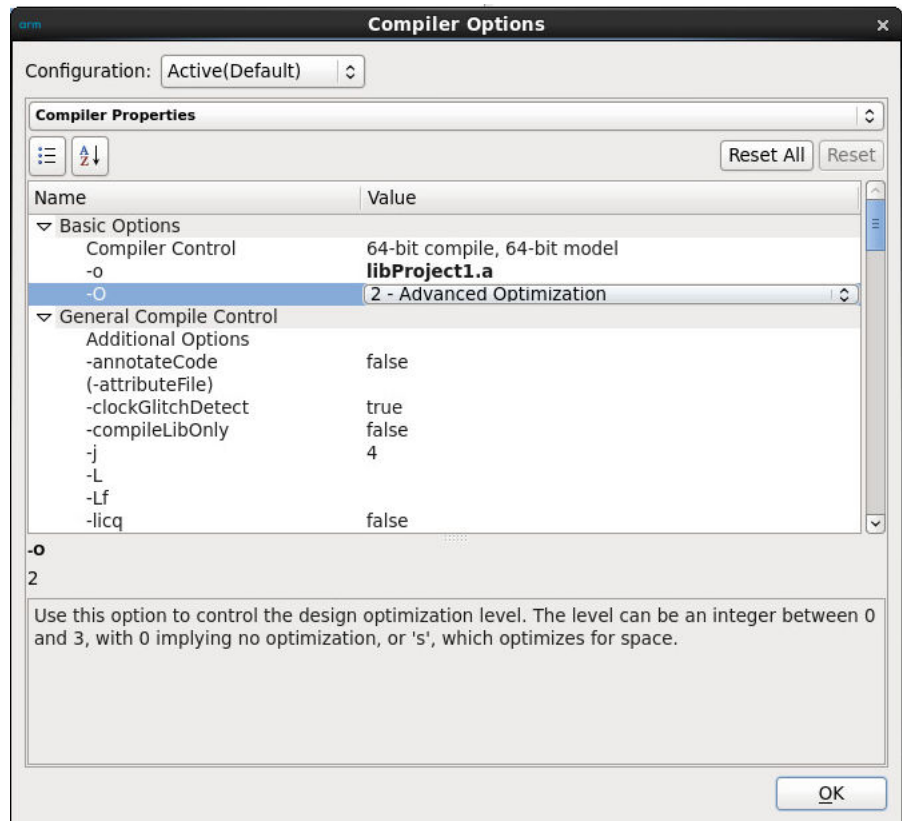 arm Compiler Options
Configuration: Active(Default)
Compiler Properties
A Z Reset All Reset
Name Value
Basic Options
Compiler Control 64-bit compile, 64-bit model
-o libProject1.a
-O 2 - Advanced Optimization
General Compile Control
Additional Options
-annotateCode false
(-attributeFile)
-clockGlitchDetect true
-compileLibOnly false
-j 4
-L
-Lf
-licq false
-O
2
Use this option to control the design optimization level. The level can be an integer between 0
and 3, with 0 implying no optimization, or 's', which optimizes for space.
OK